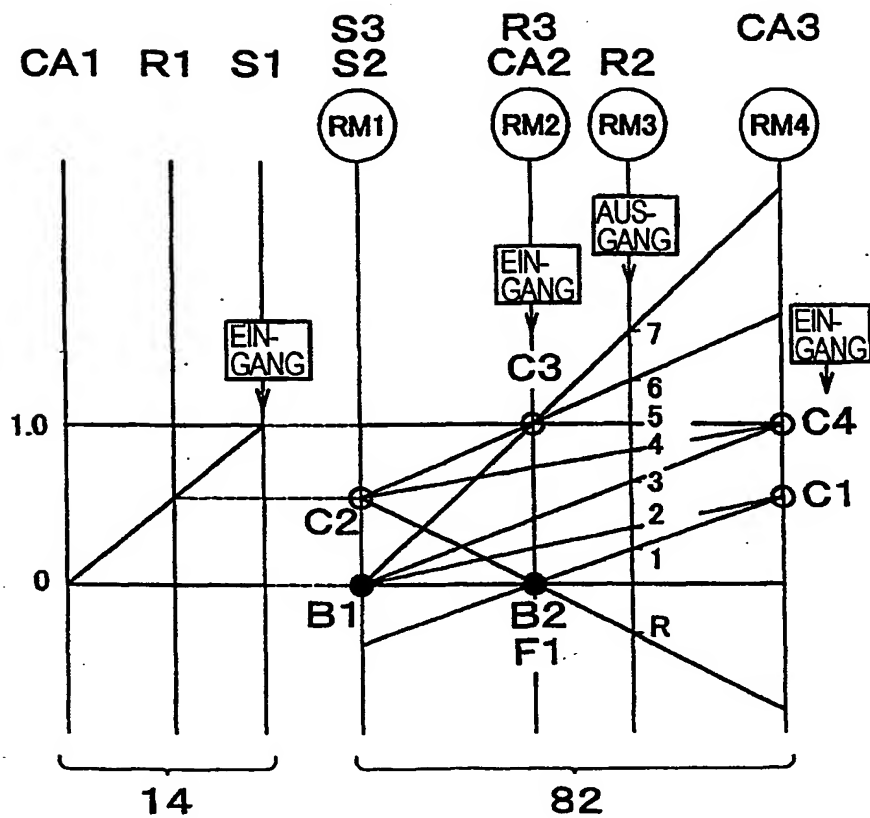 S3 R3 CA3
CA1 R1 S1 S2 CA2 R2
RM1 RM2 RM3 RM4
AUS-
GANG
EIN-
GANG
EIN-
GANG
EIN-
GANG
7
C3
6
1.0
5
C4
4
3
C2
C1
2
1
0
B1
B2
R
F1
14
82